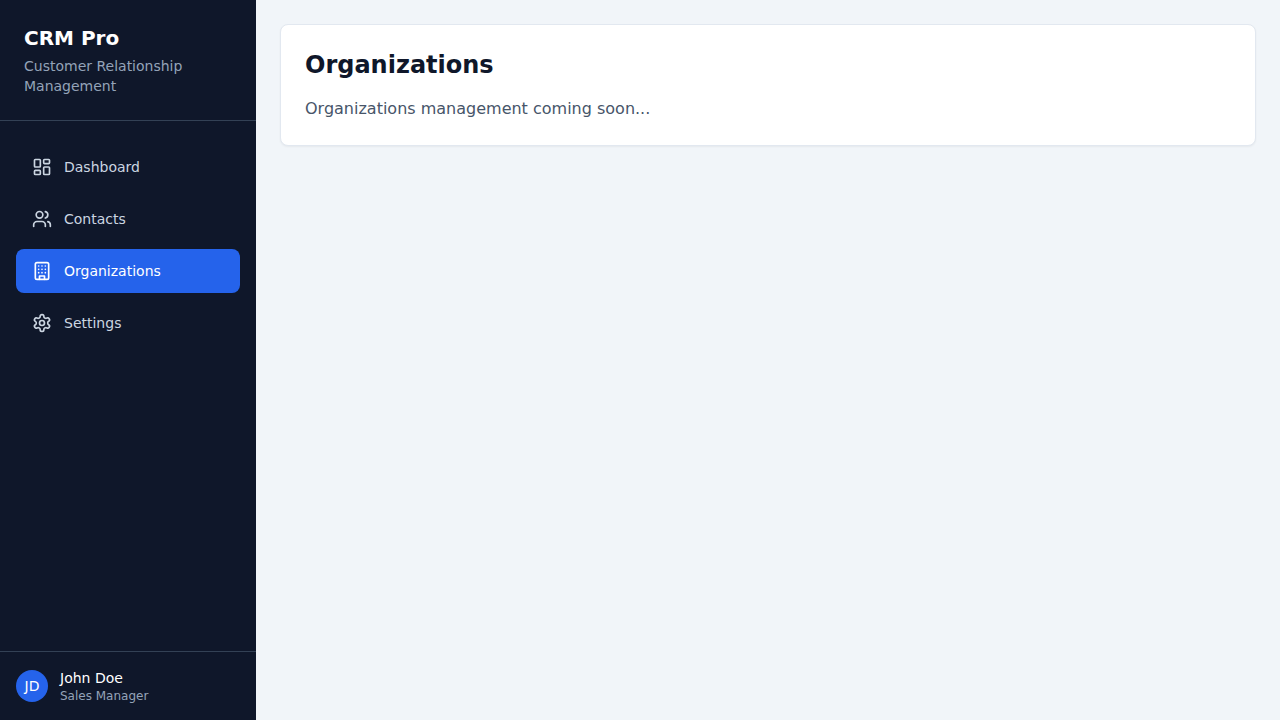 CRM Pro
Customer Relationship
Management
Dashboard
Contacts
Organizations
Settings
JD
John Doe
Sales Manager
Organizations
Organizations management coming soon...